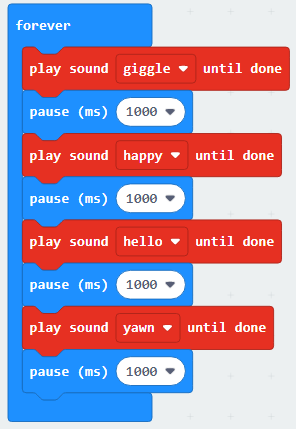 forever
play sound giggle until done
pause (ms) 1000
play sound happy until done
pause (ms) 1000
play sound hello until done
pause (ms) 1000
play sound yawn until done
pause (ms) 1000